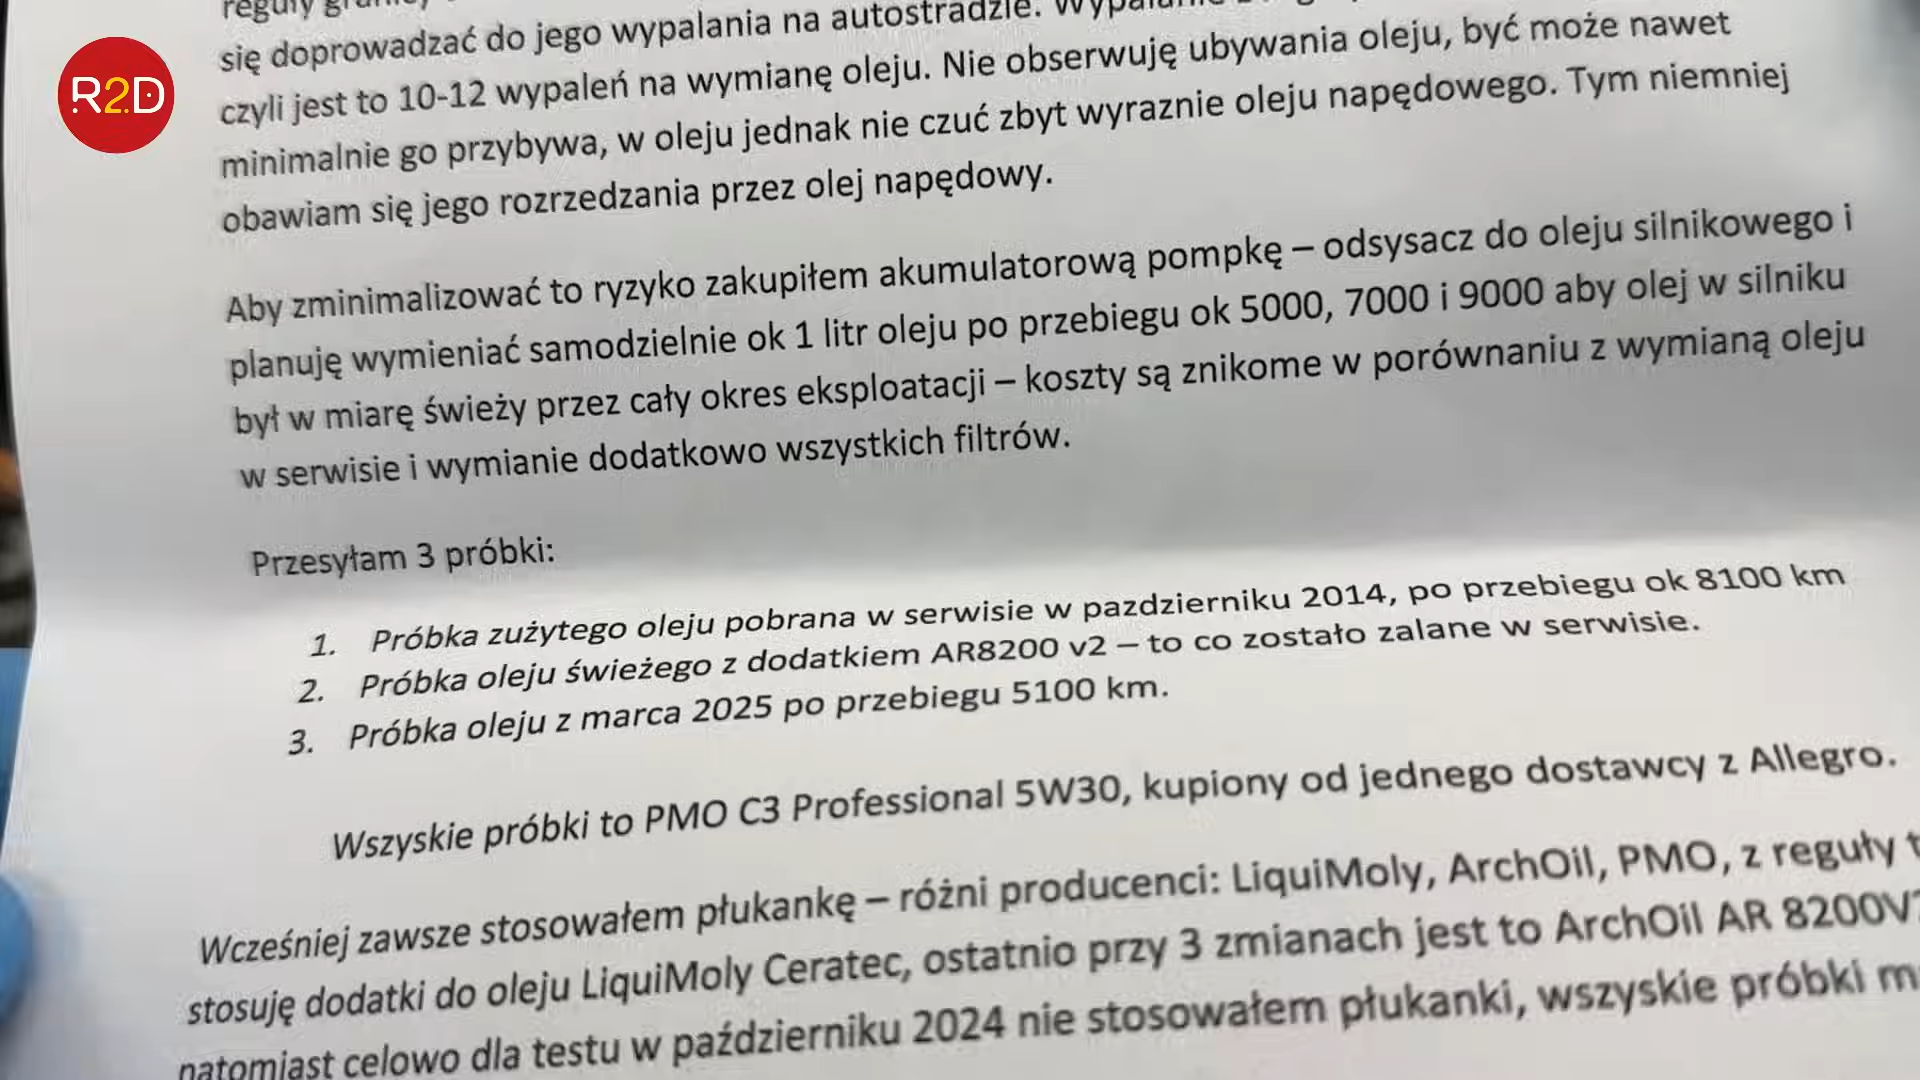 R2D
reguły
się doprowadzać do jego wypalania na autostradzie.
czyli jest to 10-12 wypaleń na wymianę oleju. Nie obserwuję ubywania oleju, być może nawet
minimalnie go przybywa, w oleju jednak nie czuć zbyt wyraznie oleju napędowego. Tym niemniej
obawiam się jego rozrzedzania przez olej napędowy.
Aby zminimalizować to ryzyko zakupiłem akumulatorową pompkę – odsysacz do oleju silnikowego i
planuję wymieniać samodzielnie ok 1 litr oleju po przebiegu ok 5000, 7000 i 9000 aby olej w silniku
był w miarę świeży przez cały okres eksploatacji – koszty są znikome w porównaniu z wymianą oleju
w serwisie i wymianie dodatkowo wszystkich filtrów.
Przesyłam 3 próbki:
1. Próbka zużytego oleju pobrana w serwisie w pazdzierniku 2014, po przebiegu ok 8100 km
2. Próbka oleju świeżego z dodatkiem AR8200 v2 – to co zostało zalane w serwisie.
3. Próbka oleju z marca 2025 po przebiegu 5100 km.
Wszyskie próbki to PMO C3 Professional 5W30, kupiony od jednego dostawcy z Allegro.
Wcześniej zawsze stosowałem płukankę – różni producenci: LiquiMoly, ArchOil, PMO, z reguły
stosuję dodatki do oleju LiquiMoly Ceratec, ostatnio przy 3 zmianach jest to ArchOil AR
natomiast celowo dla testu w październiku 2024 nie stosowałem płukanki, wszyskie próbki